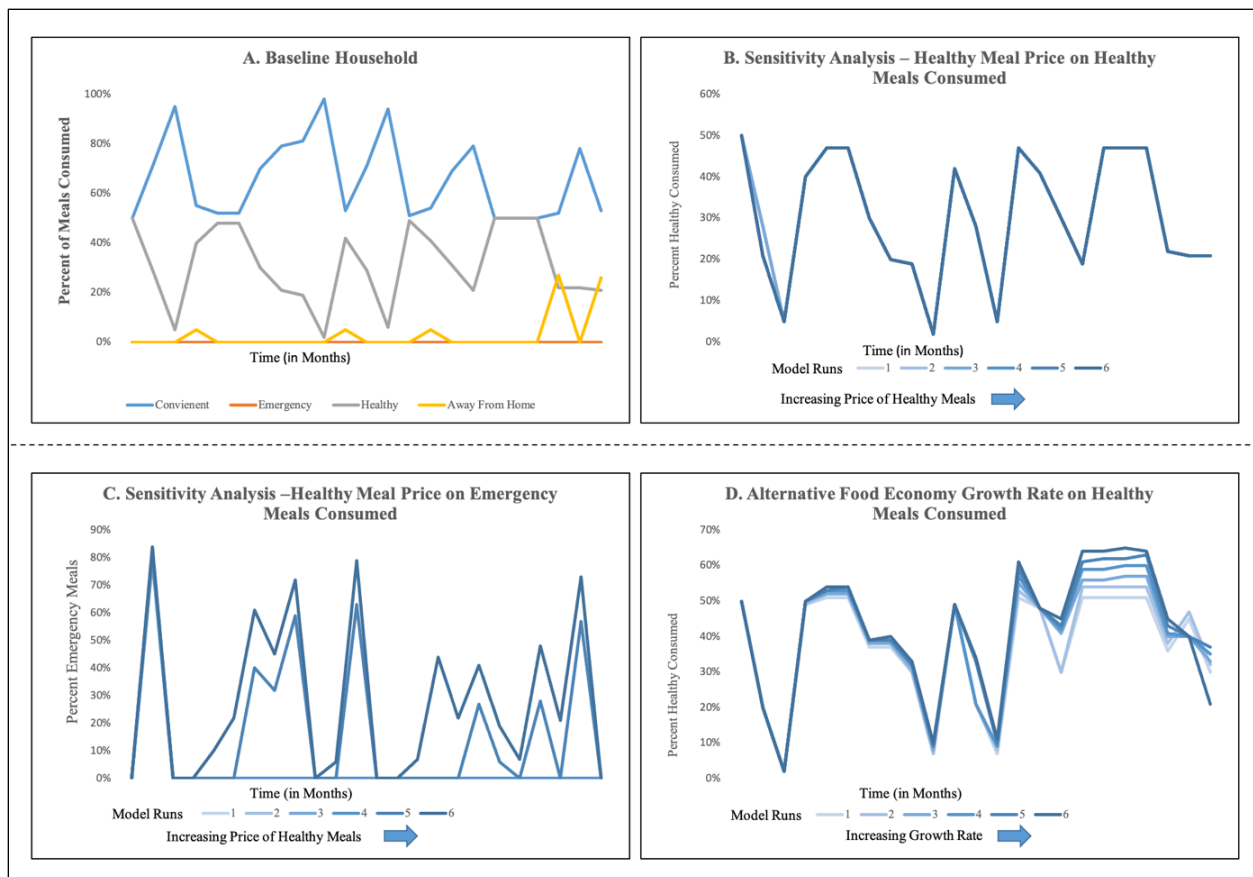 A. Baseline Household
100%
80%
60%
40%
20%
0%
Percent of Meals Consumed
Time (in Months)
Convienent Emergency Healthy Away From Home
B. Sensitivity Analysis – Healthy Meal Price on Healthy
Meals Consumed
60%
50%
40%
30%
20%
10%
0%
Percent Healthy Consumed
Time (in Months)
Model Runs 1 2 3 4 5 6
Increasing Price of Healthy Meals
C. Sensitivity Analysis –Healthy Meal Price on Emergency
Meals Consumed
90%
80%
70%
60%
50%
40%
30%
20%
10%
0%
Percent Emergency Meals
Time (in Months)
Model Runs 1 2 3 4 5 6
Increasing Price of Healthy Meals
D. Alternative Food Economy Growth Rate on Healthy
Meals Consumed
70%
60%
50%
40%
30%
20%
10%
0%
Percent Healthy Consumed
Time (in Months)
Model Runs 1 2 3 4 5 6
Increasing Growth Rate